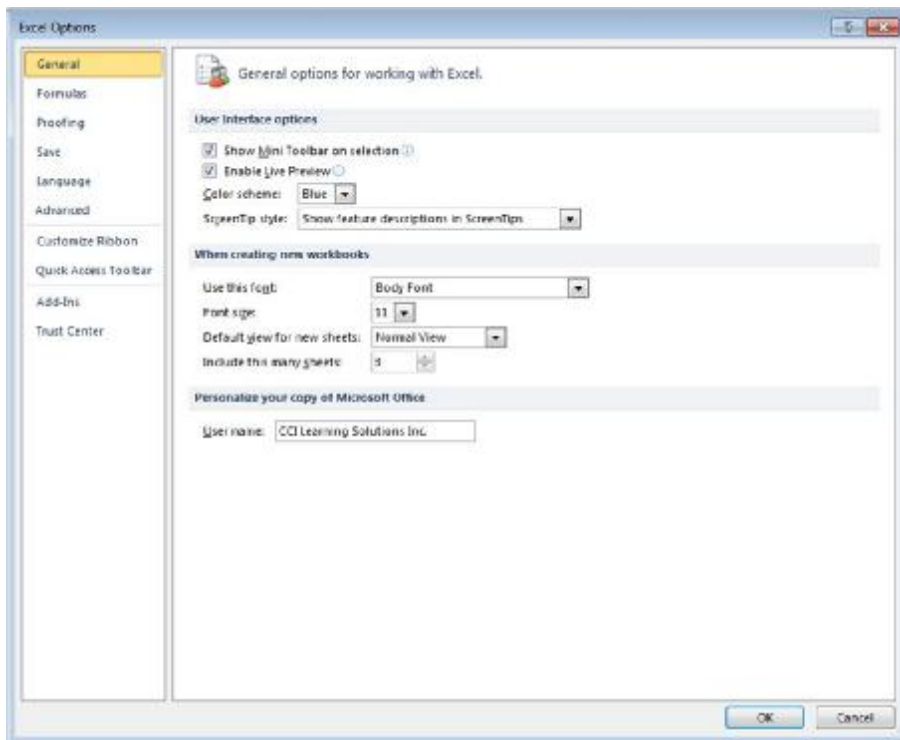 Excel Options
General
Formulas
Proofing
Save
Language
Advanced
Customize Ribbon
Quick Access Toolbar
Add-Ins
Trust Center
General options for working with Excel.
User Interface options
Show Mini Toolbar on selection
Enable Live Preview
Color scheme: Blue
ScreenTip style: Show feature descriptions in ScreenTips
When creating new workbooks
Use this font: Body Font
Font size: 11
Default view for new sheets: Normal View
Include this many sheets: 3
Personalize your copy of Microsoft Office
User name: CCI Learning Solutions Inc.
OK Cancel